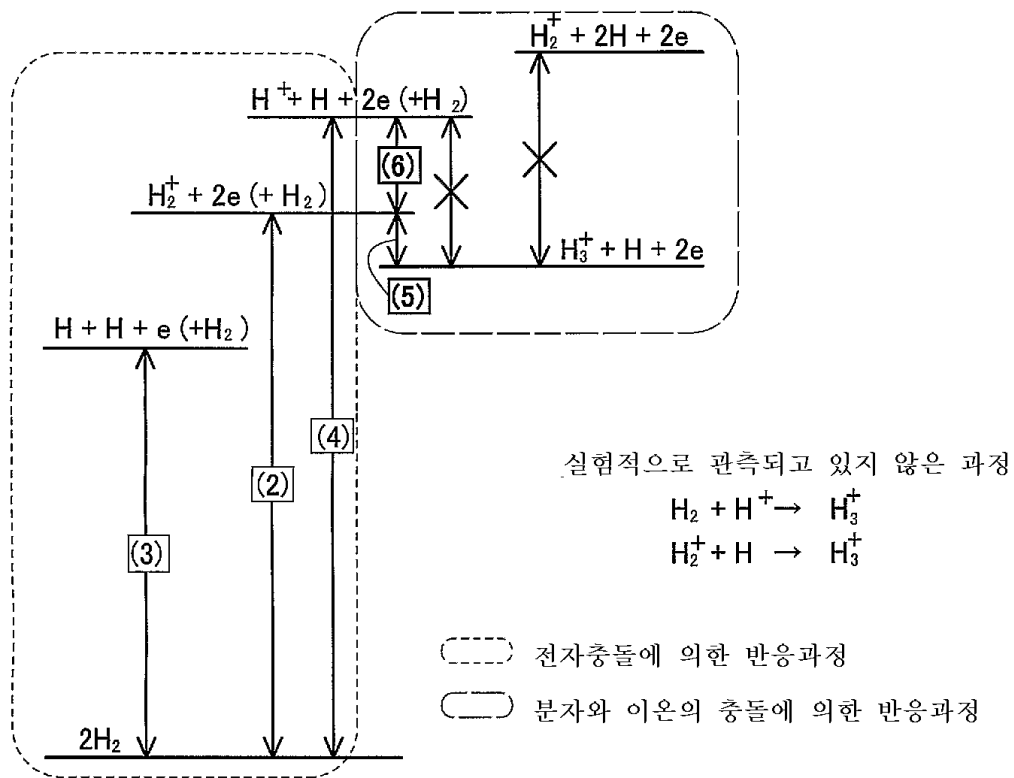 H₂⁺ + 2H + 2e
H⁺ + H + 2e (+H₂)
(6)
H₂⁺ + 2e (+ H₂)
H₃⁺ + H + 2e
(5)
H + H + e (+H₂)
(4)
(2)
(3)
2H₂
실험적으로 관측되고 있지 않은 과정
H₂ + H⁺ → H₃⁺
H₂⁺ + H → H₃⁺
전자충돌에 의한 반응과정
분자와 이온의 충돌에 의한 반응과정